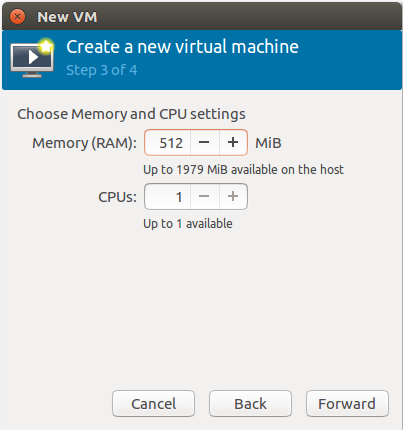 New VM
Create a new virtual machine
Step 3 of 4
Choose Memory and CPU settings
Memory (RAM): 512 − + MiB
Up to 1979 MiB available on the host
CPUs: 1 − +
Up to 1 available
Cancel Back Forward